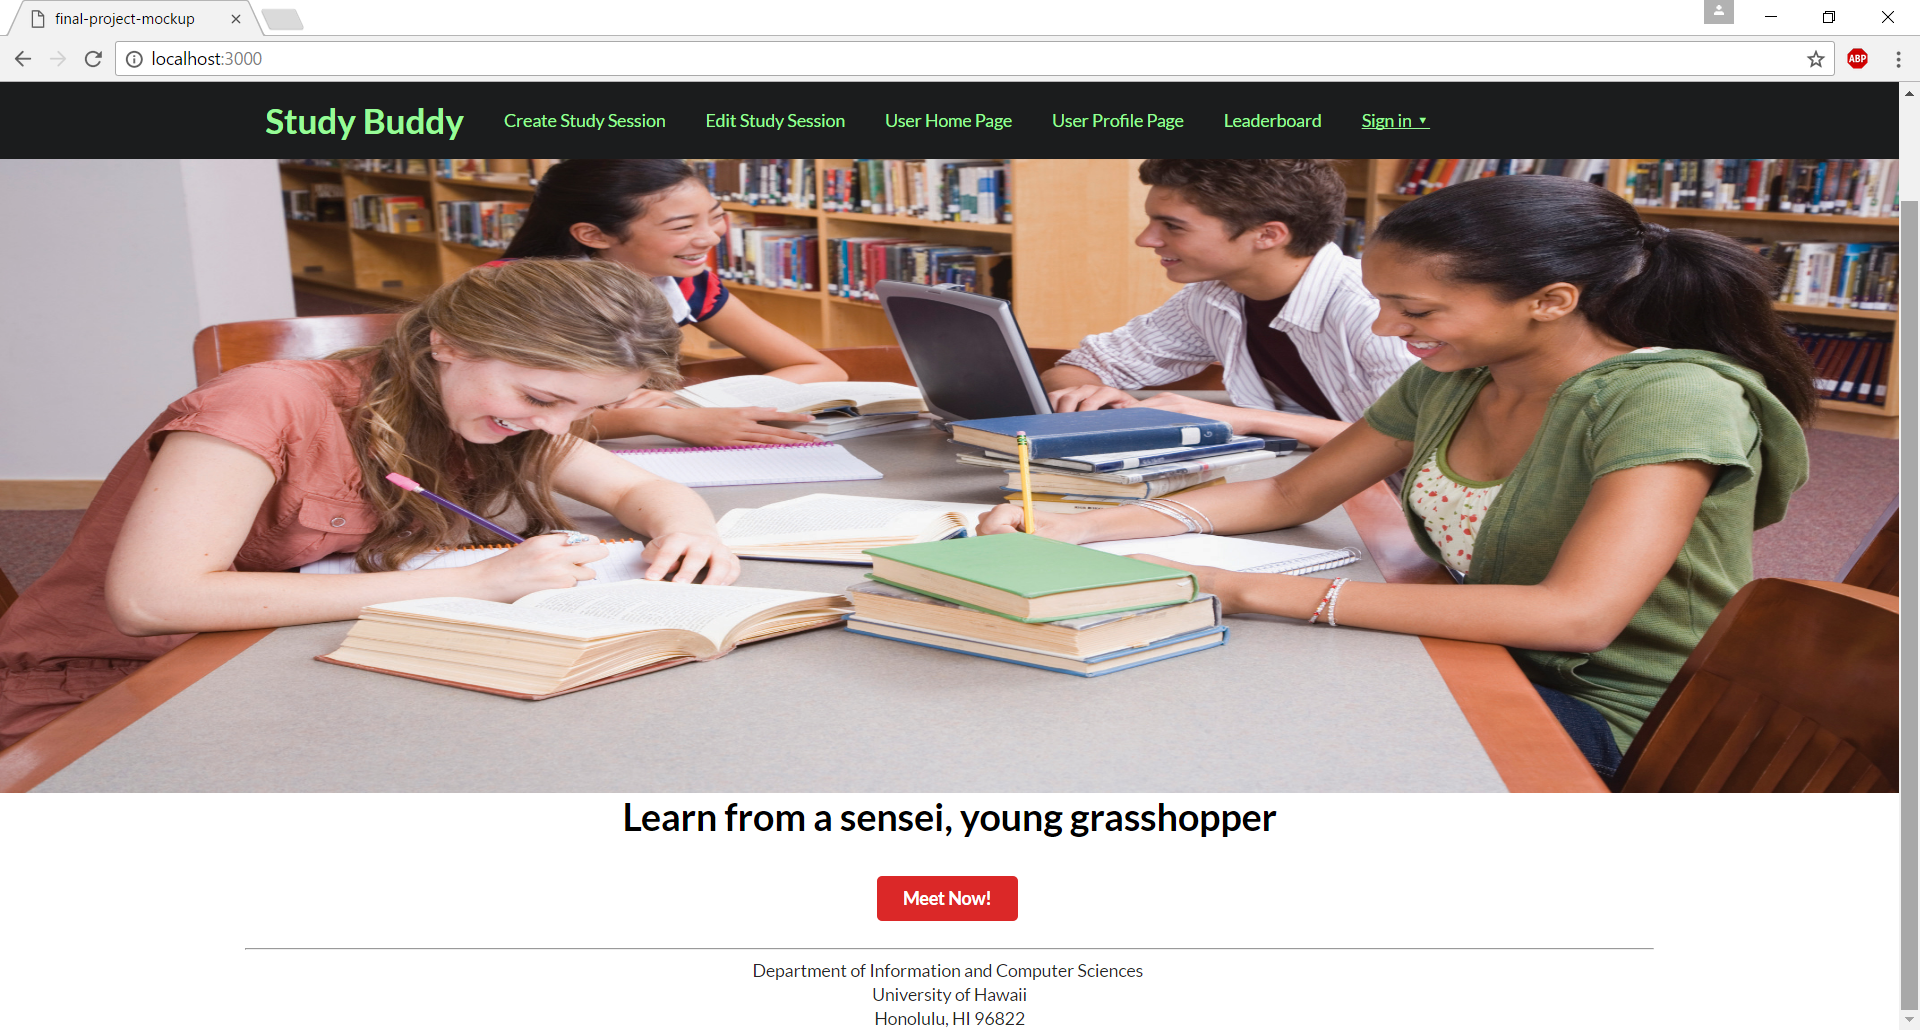 final-project-mockup
localhost:3000
ABP
Study Buddy Create Study Session Edit Study Session User Home Page User Profile Page Leaderboard Sign in ▾
Learn from a sensei, young grasshopper
Meet Now!
Department of Information and Computer Sciences
University of Hawaii
Honolulu, HI 96822